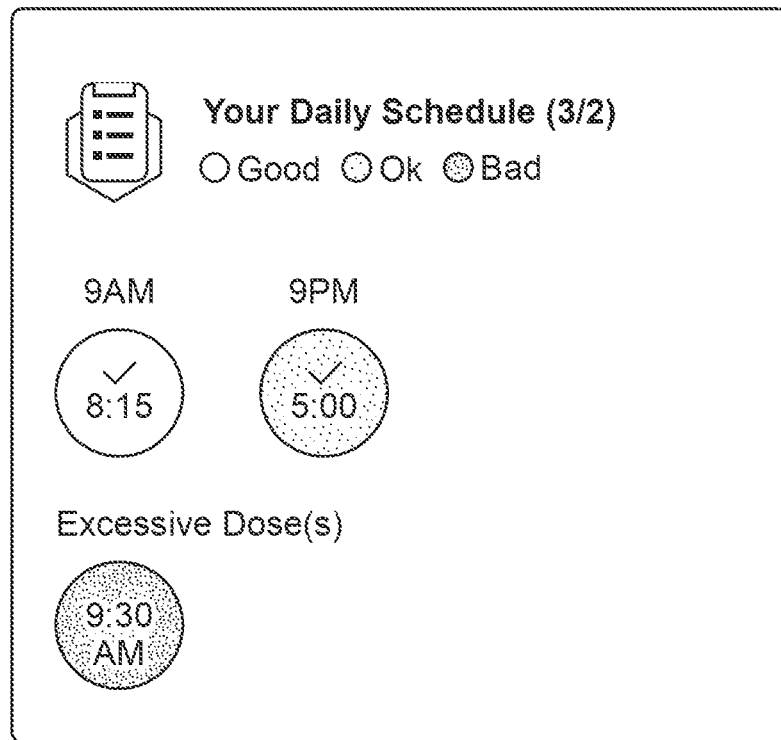 Your Daily Schedule (3/2)
Good Ok Bad
9AM 9PM
8:15 5:00
Excessive Dose(s)
9:30
AM